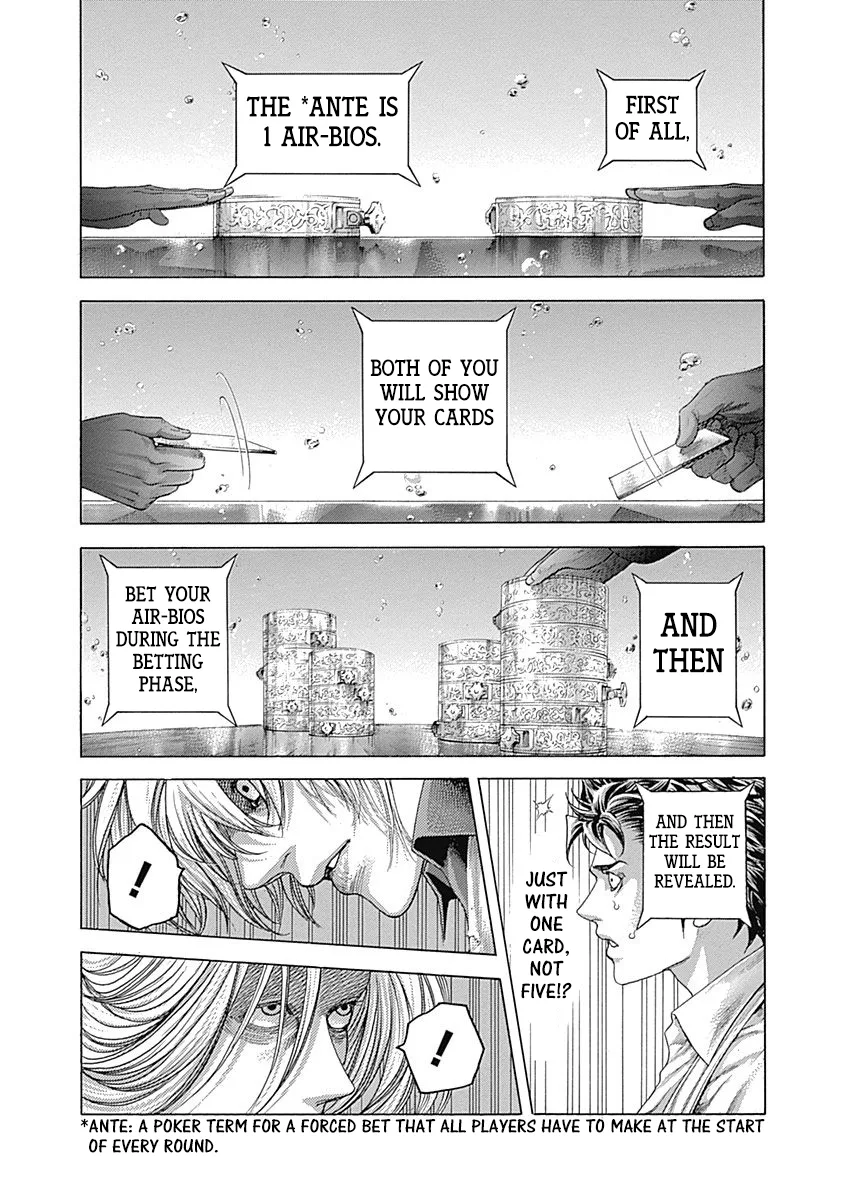 FIRST
OF ALL,
THE *ANTE IS
1 AIR-BIOS.
BOTH OF YOU
WILL SHOW
YOUR CARDS
AND
THEN
BET YOUR
AIR-BIOS
DURING THE
BETTING
PHASE,
AND THEN
THE RESULT
WILL BE
REVEALED.
JUST
WITH
ONE
CARD,
NOT
FIVE!?
!
!
*ANTE: A POKER TERM FOR A FORCED BET THAT ALL PLAYERS HAVE TO MAKE AT THE START
OF EVERY ROUND.